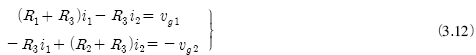 (R₁ + R₃)i₁ − R₃i₂ = v_g1
− R₃i₁ + (R₂ + R₃)i₂ = − v_g2
(3.12)